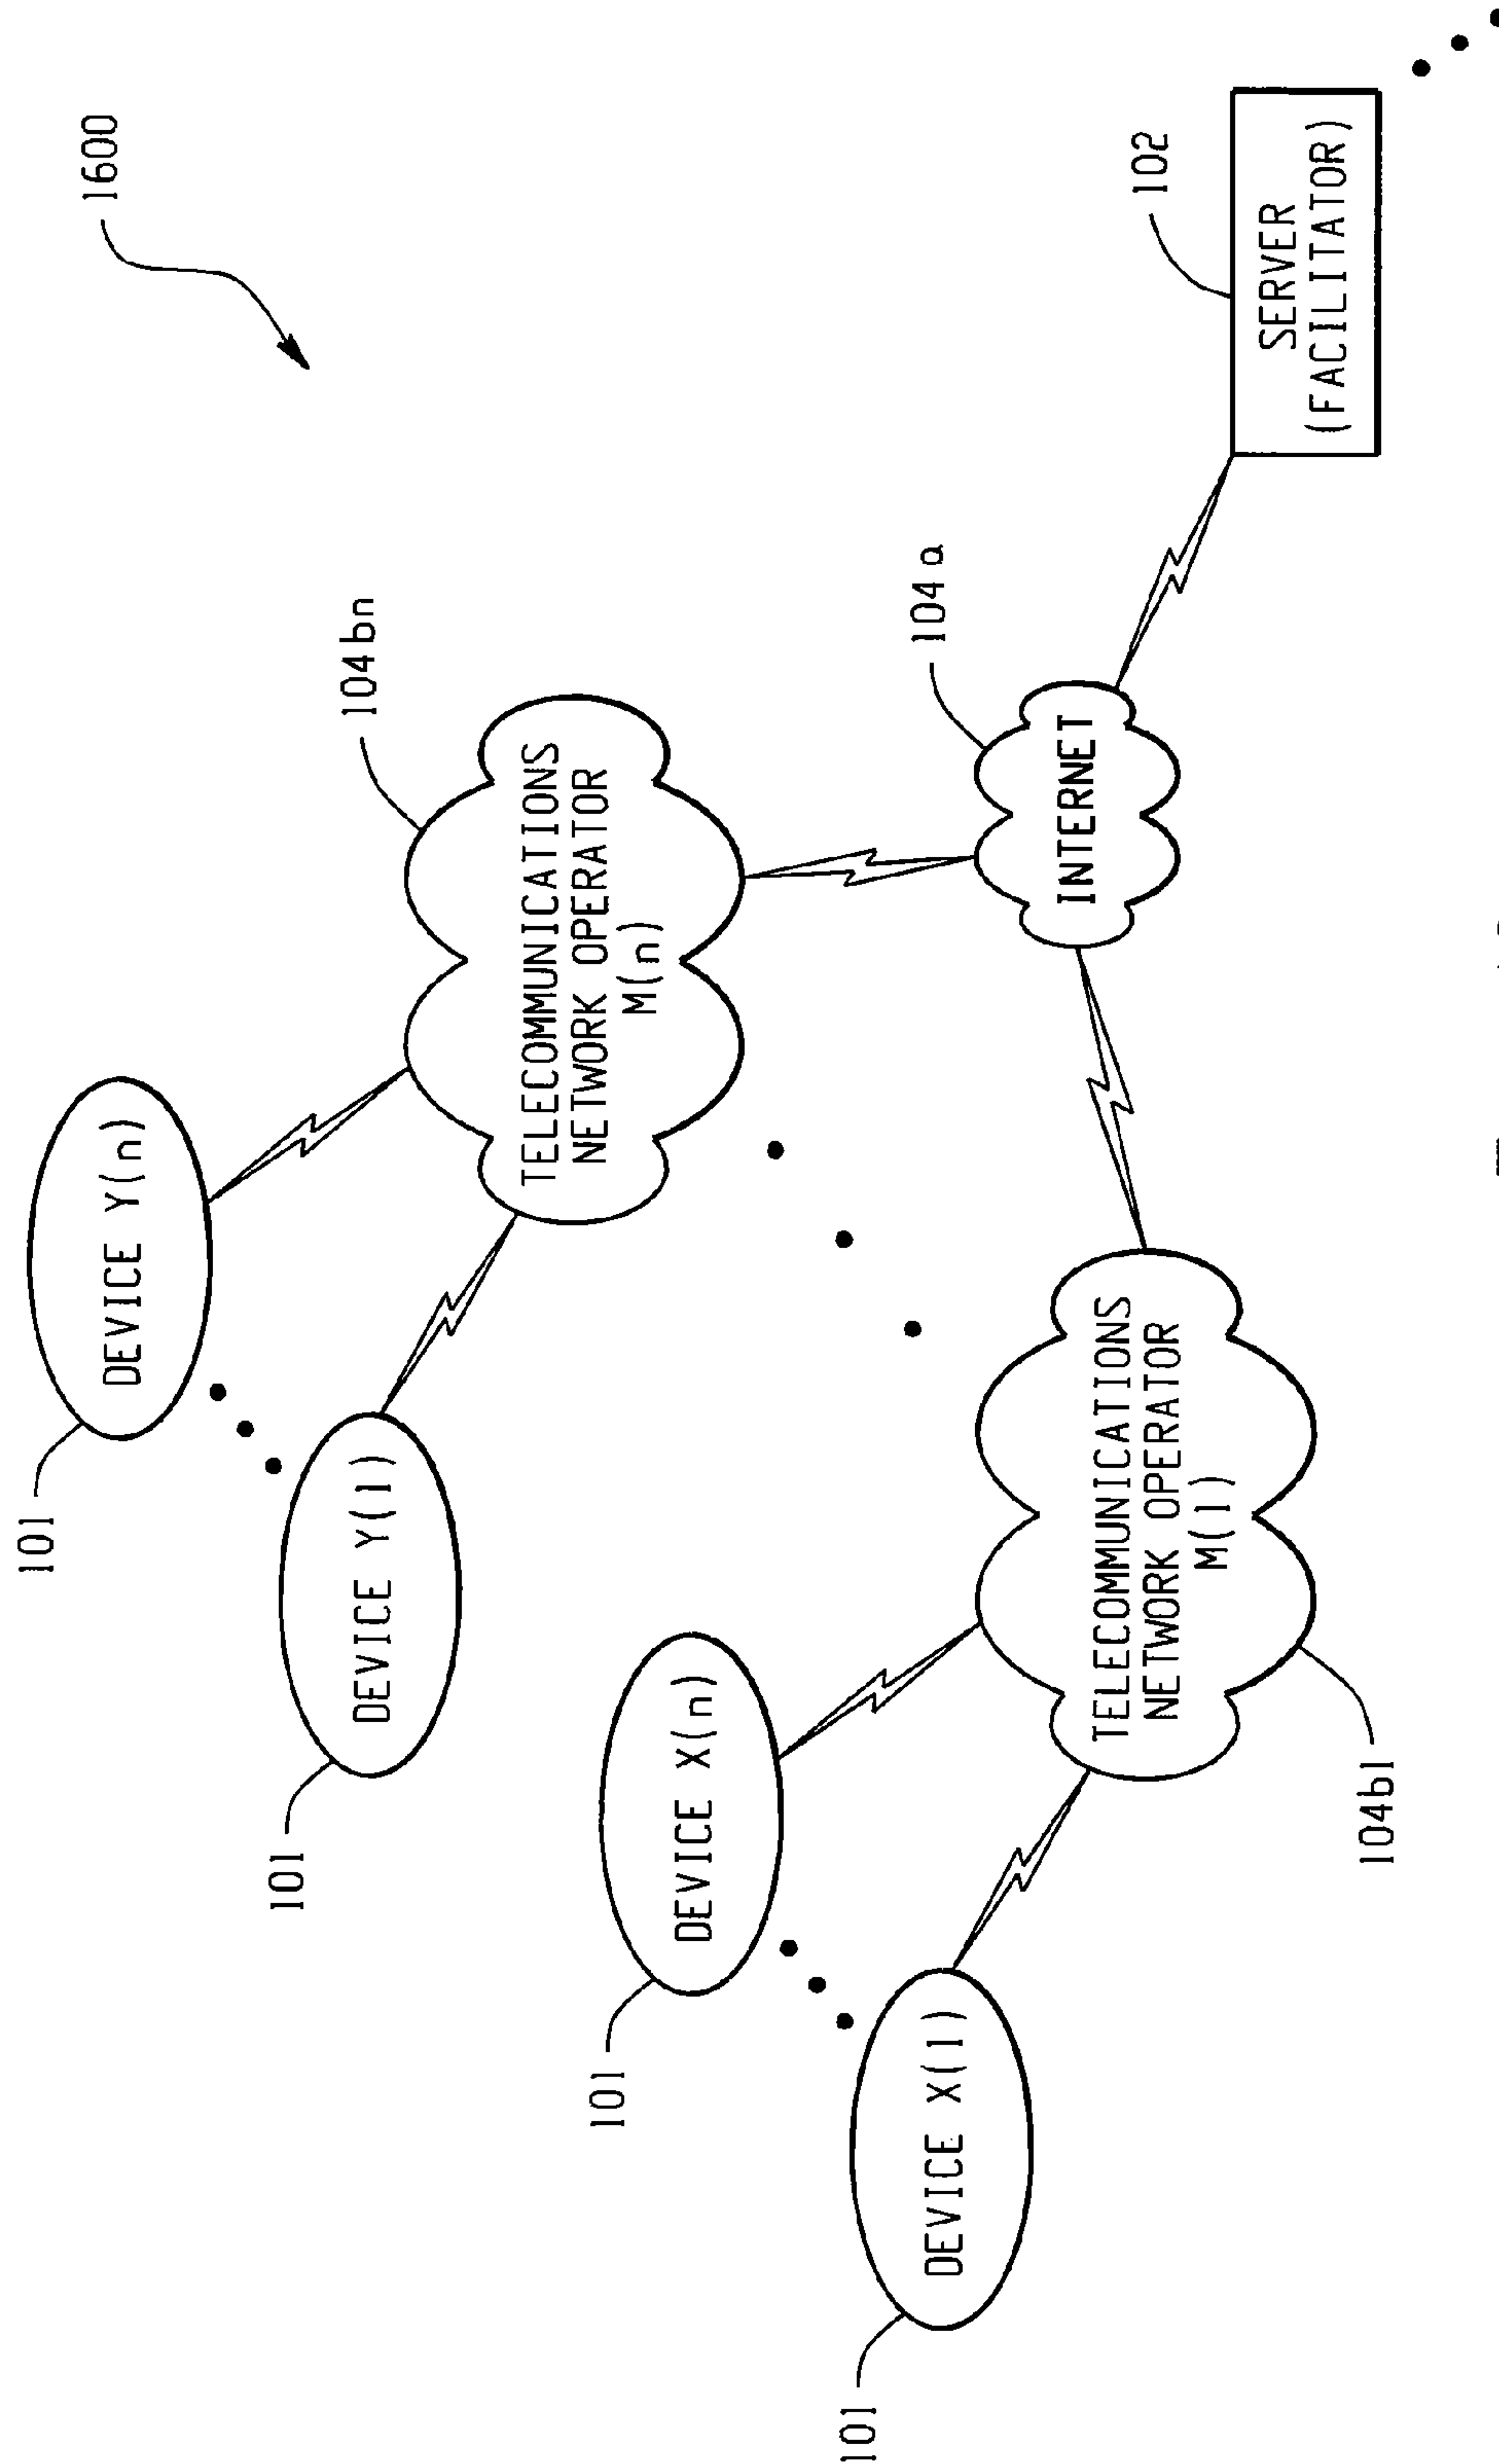 1600
101
DEVICE Y(n)
104bn
101
DEVICE Y(1)
TELECOMMUNICATIONS
NETWORK OPERATOR
M(n)
101
DEVICE X(n)
104a
INTERNET
102
SERVER
(FACILITATOR)
101
DEVICE X(1)
TELECOMMUNICATIONS
NETWORK OPERATOR
M(1)
104b1